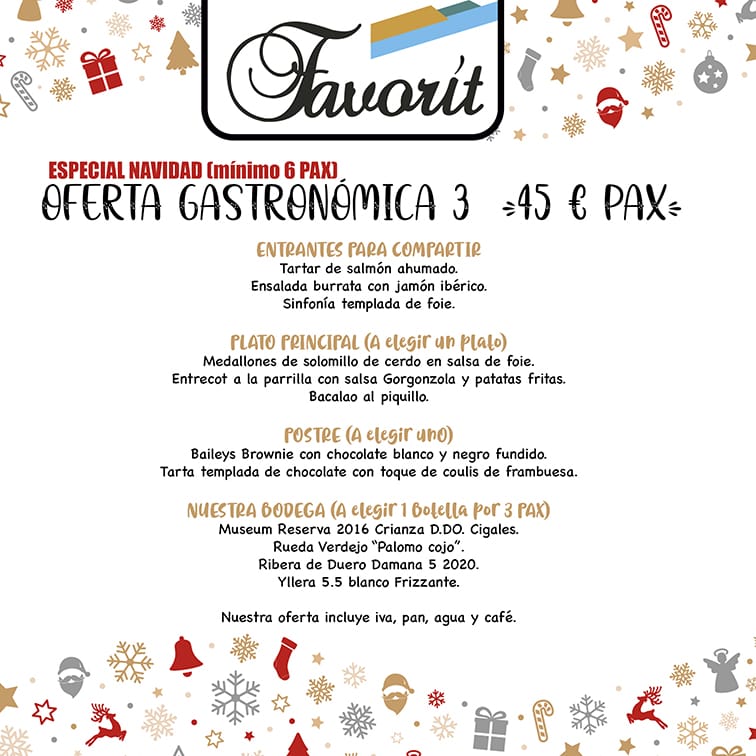 Favorit
ESPECIAL NAVIDAD (mínimo 6 PAX)
OFERTA GASTRONÓMICA 3 45 € PAX
ENTRANTES PARA COMPARTIR
Tartar de salmón ahumado.
Ensalada burrata con jamón ibérico.
Sinfonía templada de foie.
PLATO PRINCIPAL (A elegir un plato)
Medallones de solomillo de cerdo en salsa de foie.
Entrecot a la parrilla con salsa Gorgonzola y patatas fritas.
Bacalao al piquillo.
POSTRE (A elegir uno)
Baileys Brownie con chocolate blanco y negro fundido.
Tarta templada de chocolate con toque de coulis de frambuesa.
NUESTRA BODEGA (A elegir 1 Botella por 3 PAX)
Museum Reserva 2016 Crianza D.DO. Cigales.
Rueda Verdejo “Palomo cojo”.
Ribera de Duero Damana 5 2020.
Yllera 5.5 blanco Frizzante.
Nuestra oferta incluye iva, pan, agua y café.